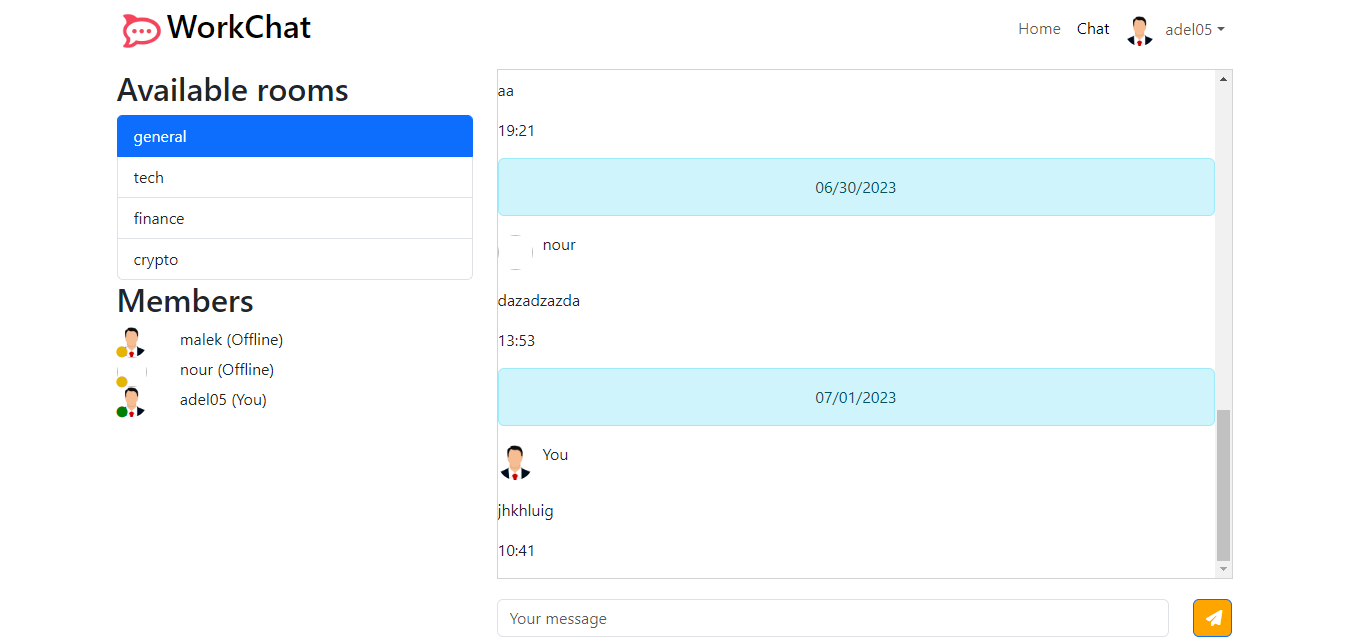 WorkChat
Home Chat adel05
Available rooms
general
tech
finance
crypto
Members
malek (Offline)
nour (Offline)
adel05 (You)
aa
19:21
06/30/2023
nour
dazadzazda
13:53
07/01/2023
You
jhkhluig
10:41
Your message